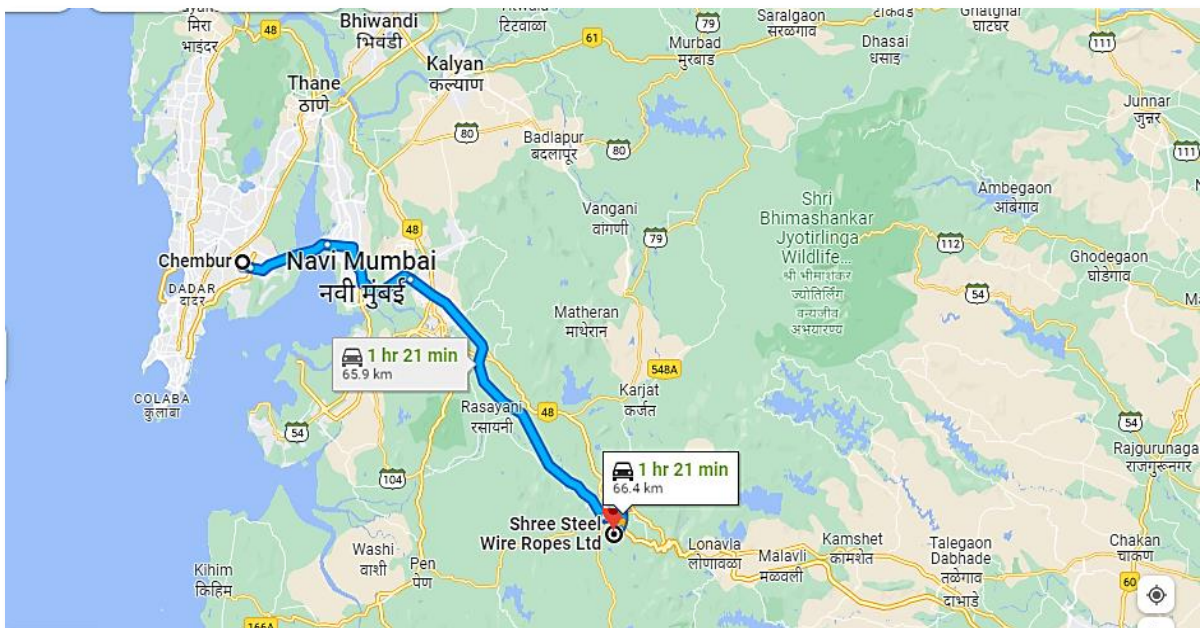 मिरा
भाइंदर
48
Bhiwandi
भिवंडी
टिटवाळा
61
79
Murbad
मुरबाड
Saralgaon
सरळगाव
टोकवडे
Dhasai
धसाई
Ghatghar
घाटघर
111
Thane
ठाणे
Kalyan
कल्याण
80
Badlapur
बदलापूर
80
Junnar
जुन्नर
111
Vangani
वांगणी
79
48
Shri
Bhimashankar
Jyotirlinga
Wildlife...
श्री भीमाशंकर
ज्योतिर्लिंग
वन्यजीव
अभयारण्य
Ambegaon
आंबेगाव
112
Ghodegaon
घोडेगाव
54
Chembur
DADAR
दादर
Navi Mumbai
नवी मुंबई
Matheran
माथेरान
1 hr 21 min
65.9 km
548A
COLABA
कुलाबा
Karjat
कर्जत
Rasayani
रसायनी
48
54
54
Rajgurunagar
राजगुरूनगर
104
1 hr 21 min
66.4 km
Shree Steel
Wire Ropes Ltd
Washi
वाशी
Pen
पेण
Kihim
किहिम
Lonavla
लोणावळा
Malavli
मळवली
Kamshet
कामशेत
Talegaon
Dabhade
तळेगाव
दाभाडे
Chakan
चाकण
60
166A